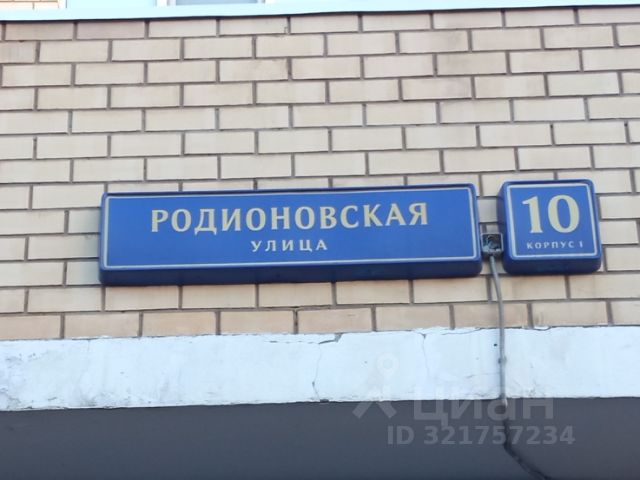 РОДИОНОВСКАЯ
УЛИЦА
10
КОРПУС 1
циан
ID 321757234